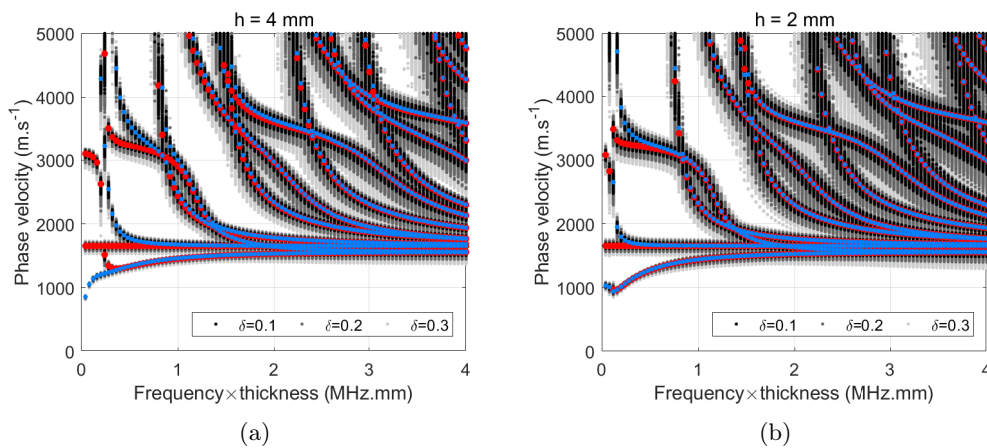 h = 4 mm
Phase velocity (m.s⁻¹)
5000
4000
3000
2000
1000
0
δ=0.1 δ=0.2 δ=0.3
0 1 2 3 4
Frequency×thickness (MHz.mm)
(a)
h = 2 mm
Phase velocity (m.s⁻¹)
5000
4000
3000
2000
1000
0
δ=0.1 δ=0.2 δ=0.3
0 1 2 3 4
Frequency×thickness (MHz.mm)
(b)